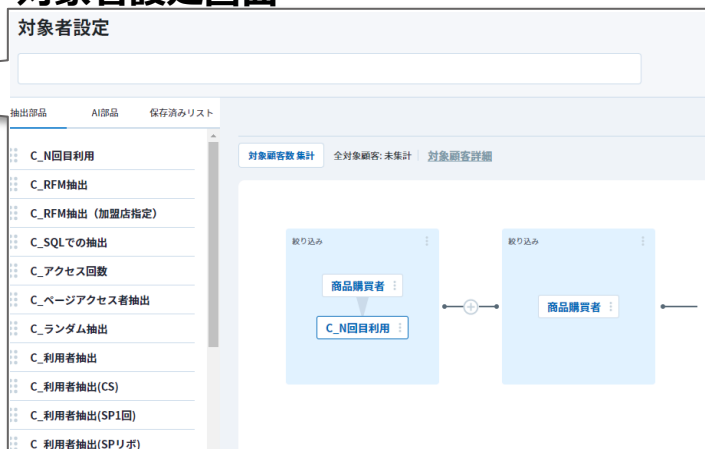 対象者設定画面
対象者設定
抽出部品 AI部品 保存済みリスト
対象顧客数 集計 全対象顧客: 未集計 対象顧客詳細
C_N回目利用
C_RFM抽出
C_RFM抽出（加盟店指定）
C_SQLでの抽出
C_アクセス回数
C_ページアクセス者抽出
C_ランダム抽出
C_利用者抽出
C_利用者抽出(CS)
C_利用者抽出(SP1回)
C_利用者抽出(SPリボ)
絞り込み
商品購買者
C_N回目利用
絞り込み
商品購買者